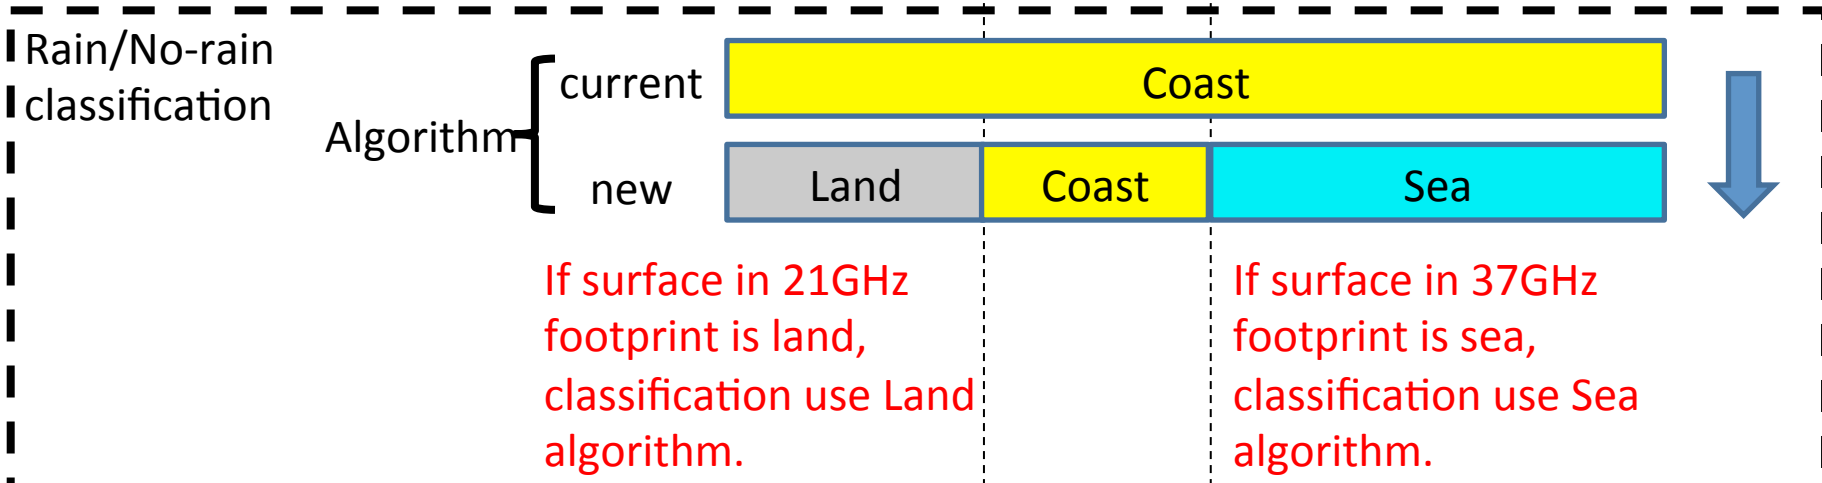 Rain/No-rain
classification
Algorithm
current
Coast
new
Land
Coast
Sea
If surface in 21GHz
footprint is land,
classification use Land
algorithm.
If surface in 37GHz
footprint is sea,
classification use Sea
algorithm.